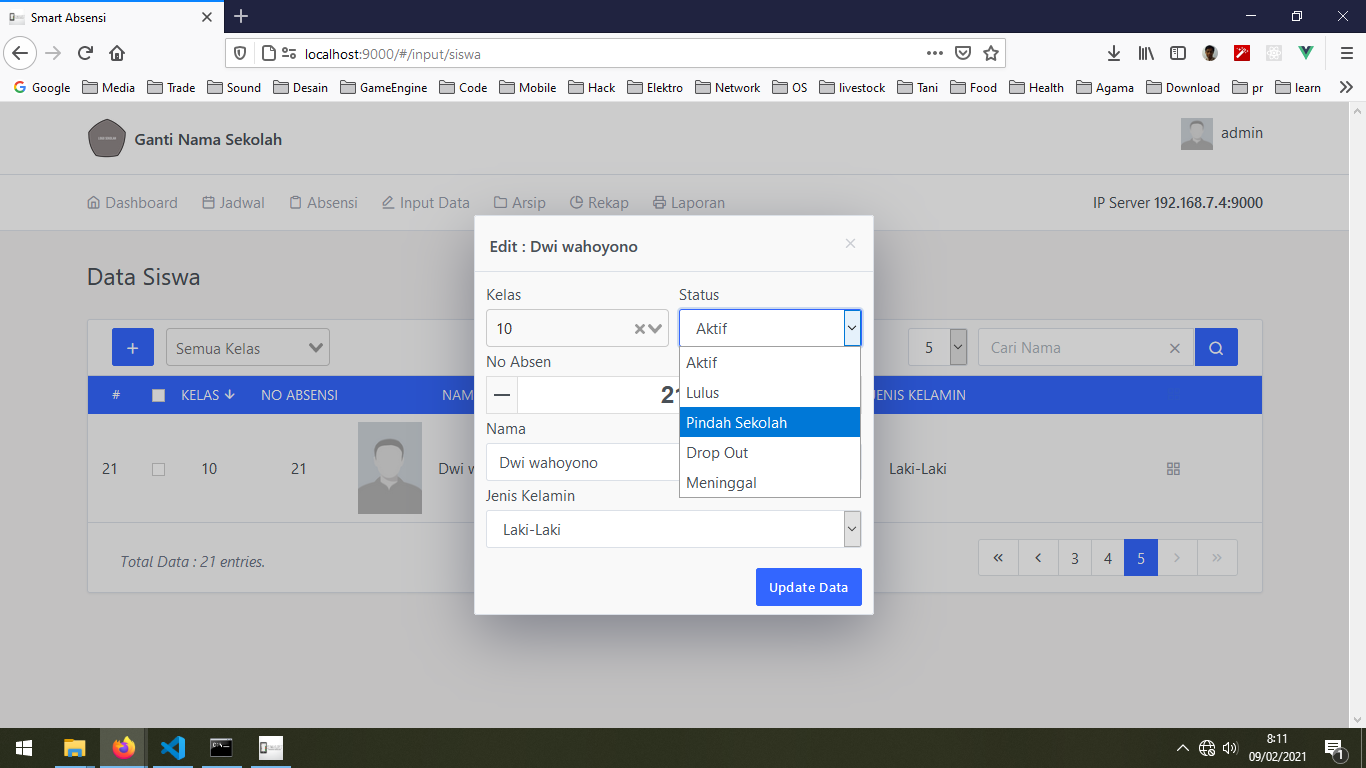 Smart Absensi
localhost:9000/#/input/siswa
Google Media Trade Sound Desain GameEngine Code Mobile Hack Elektro Network OS livestock Tani Food Health Agama Download pr learn
Ganti Nama Sekolah
admin
Dashboard Jadwal Absensi Input Data Arsip Rekap Laporan IP Server 192.168.7.4:9000
Edit : Dwi wahoyono
Data Siswa
Kelas Status
10 Aktif
Semua Kelas
5 Cari Nama
No Absen
Aktif
Lulus
Pindah Sekolah
Drop Out
Meninggal
# KELAS NO ABSENSI NAM JENIS KELAMIN
21
Nama
Dwi wahoyono
21 10 21 Dwi w Laki-Laki
Jenis Kelamin
Laki-Laki
Total Data : 21 entries.
« ‹ 3 4 5 › »
Update Data
8:11
09/02/2021
1